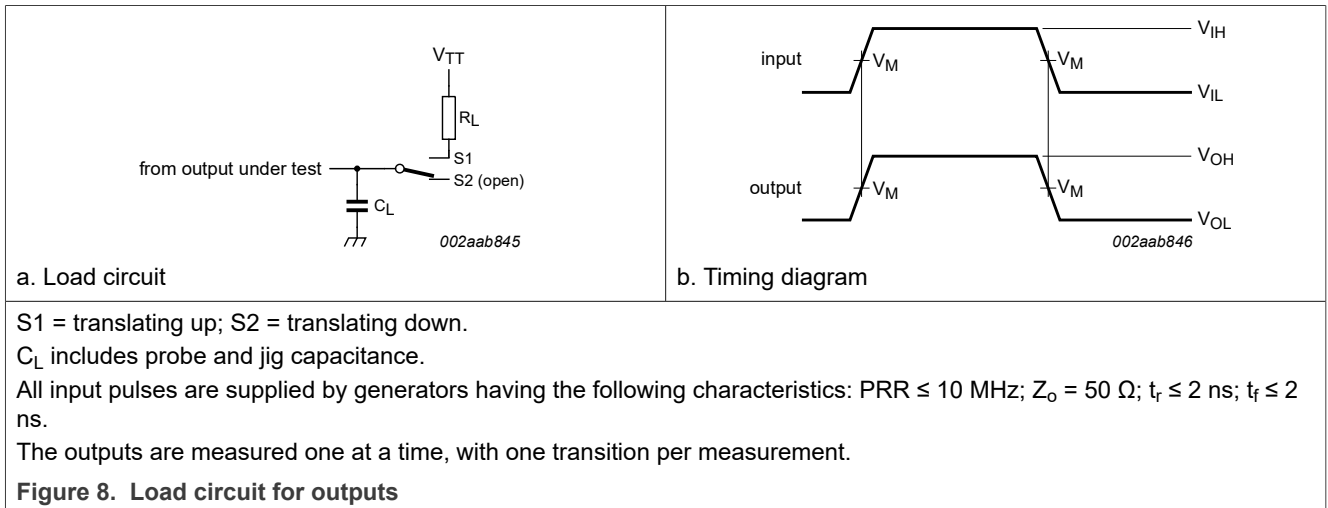 VTT
RL
S1
from output under test
S2 (open)
CL
002aab845
a. Load circuit
VIH
input
VM
VM
VIL
VOH
output
VM
VM
VOL
002aab846
b. Timing diagram
S1 = translating up; S2 = translating down.
CL includes probe and jig capacitance.
All input pulses are supplied by generators having the following characteristics: PRR ≤ 10 MHz; Zo = 50 Ω; tr ≤ 2 ns; tf ≤ 2
ns.
The outputs are measured one at a time, with one transition per measurement.
Figure 8. Load circuit for outputs